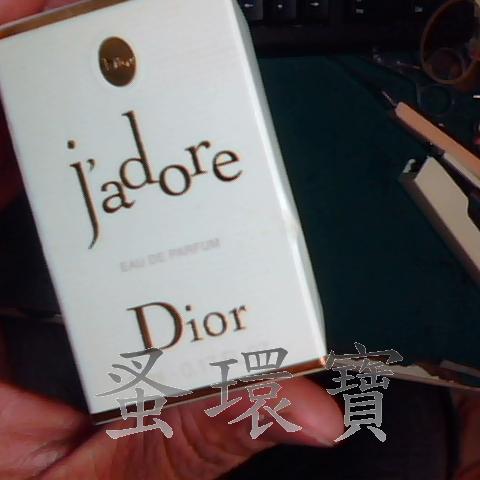 j'adore
EAU DE PARFUM
Dior
蚤環寶